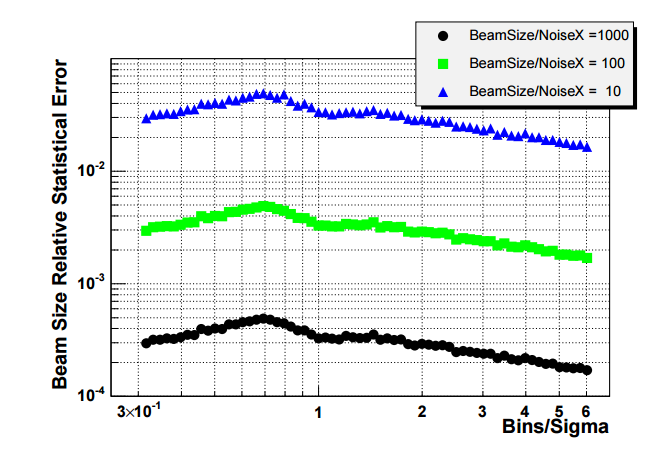 BeamSize/NoiseX =1000
BeamSize/NoiseX = 100
BeamSize/NoiseX =  10
Beam Size Relative Statistical Error
10⁻²
10⁻³
10⁻⁴
3×10⁻¹ 1 2 3 4 5 6
Bins/Sigma